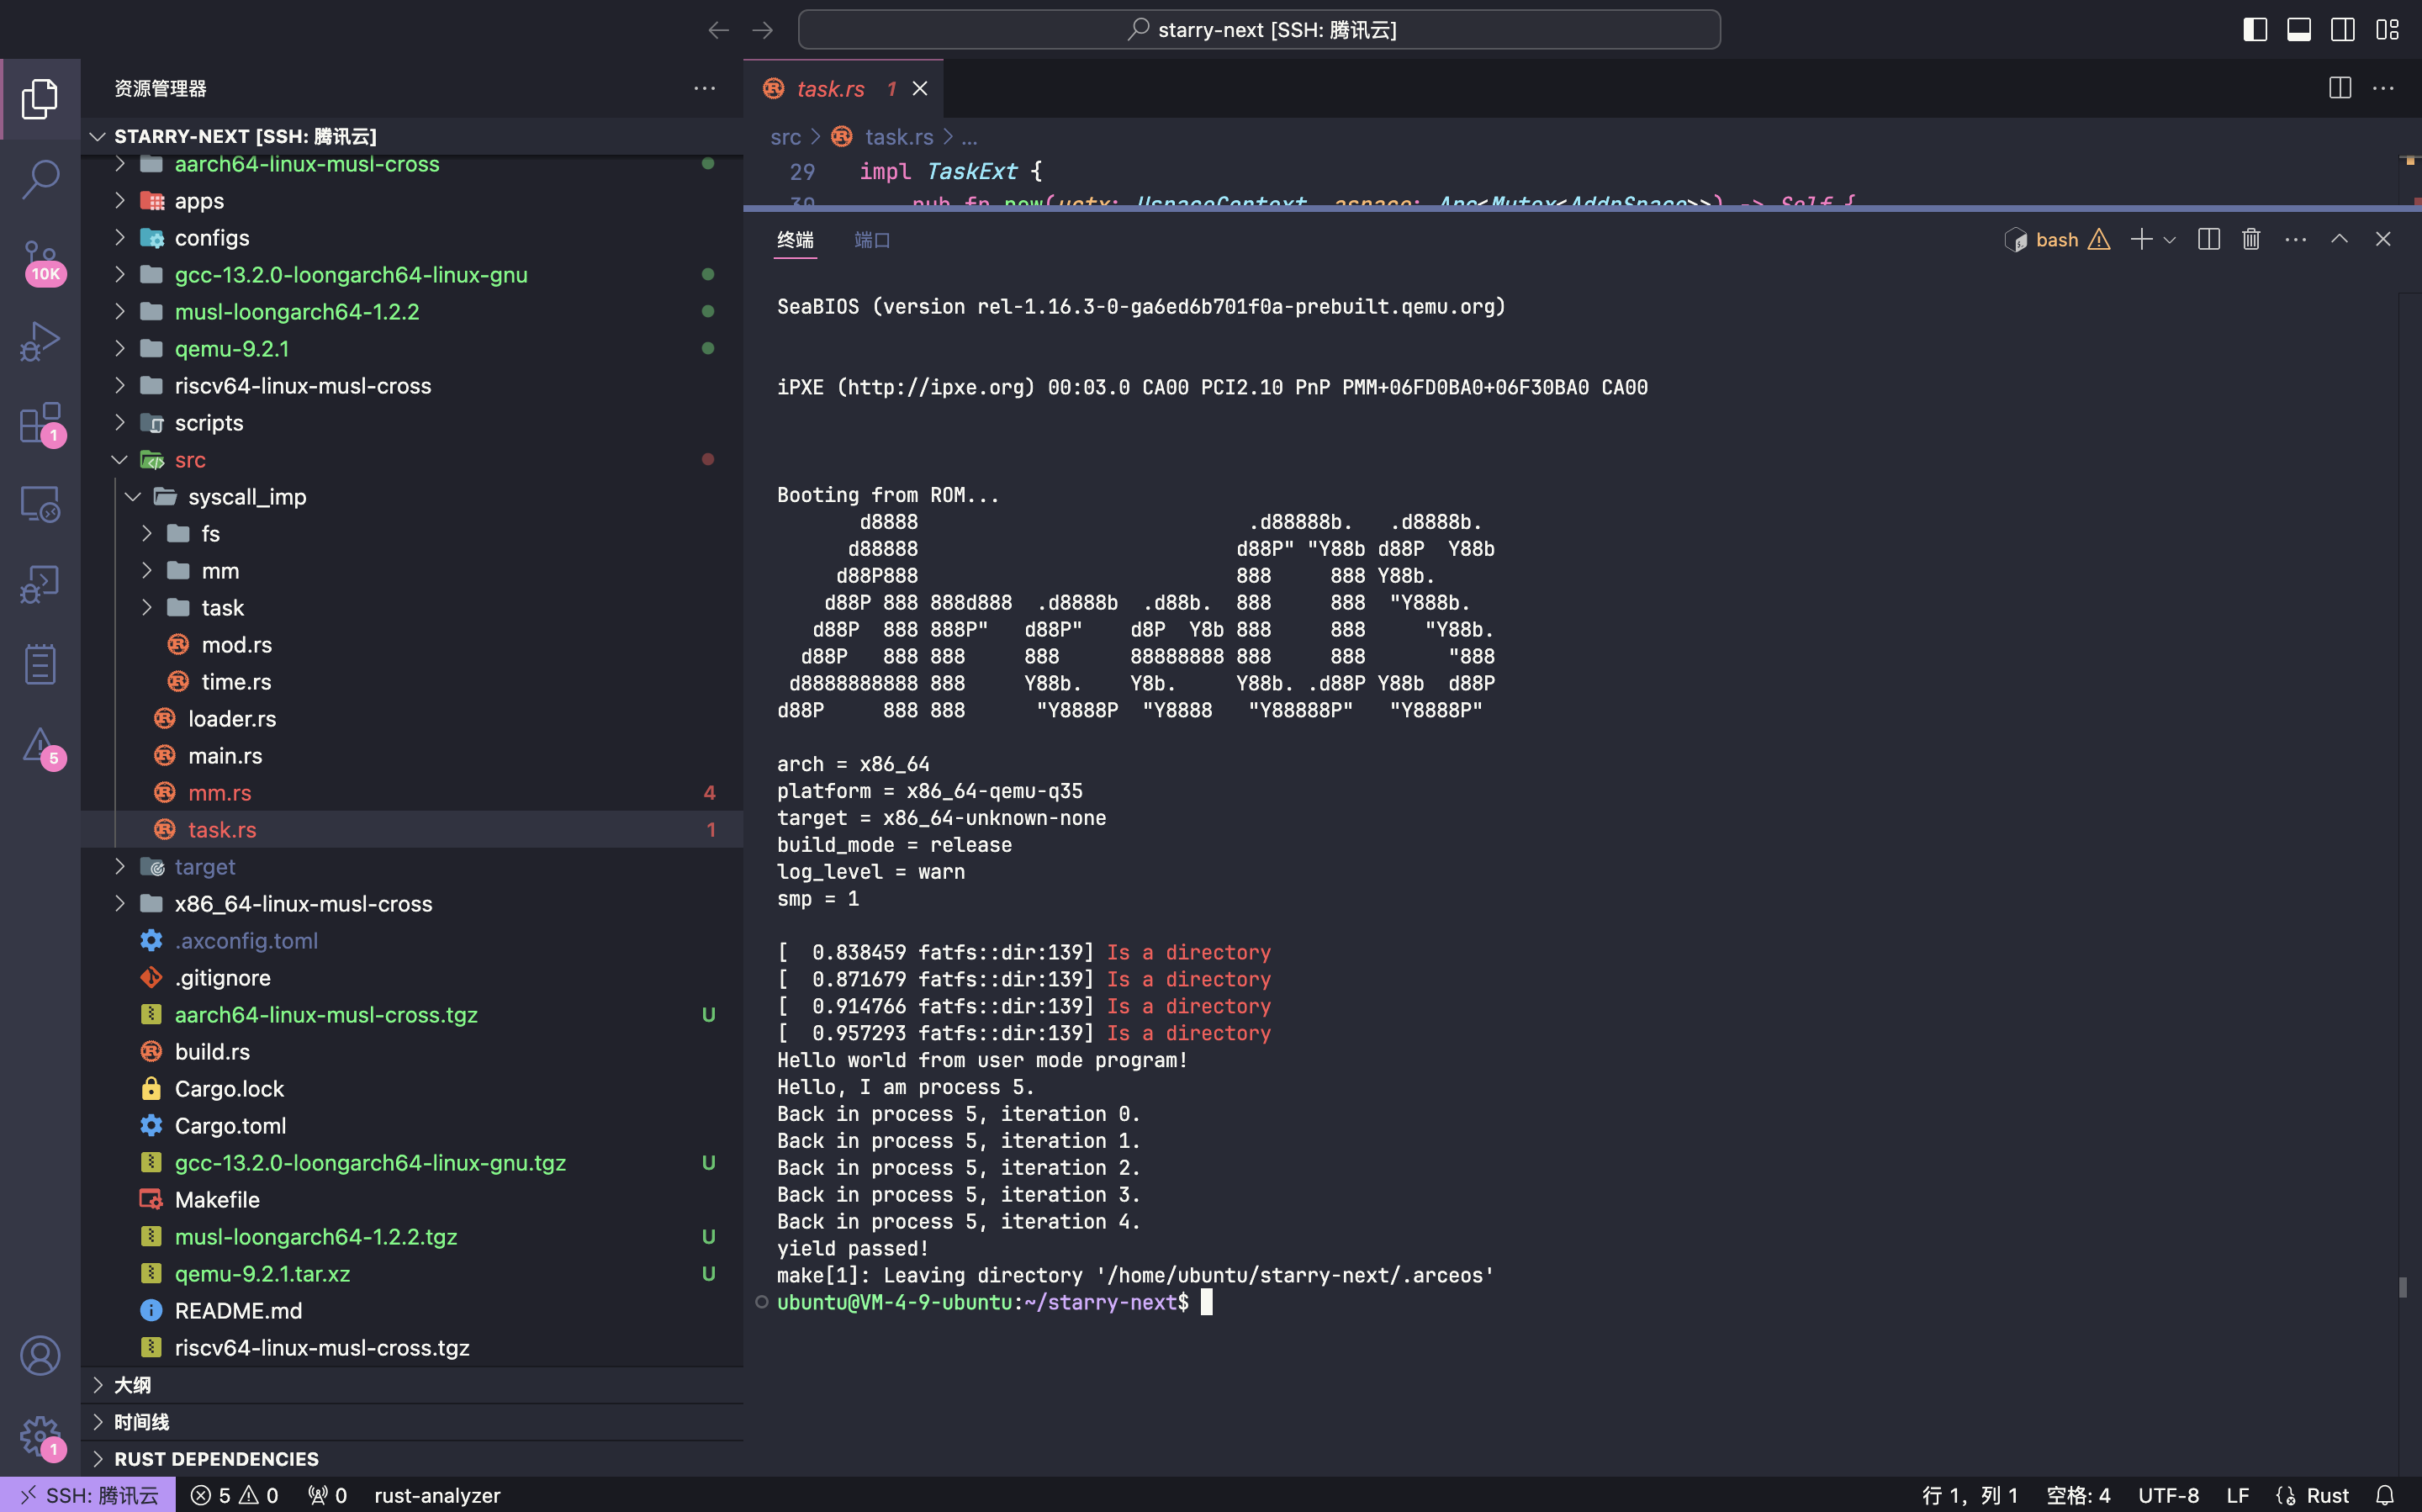 starry-next [SSH: 腾讯云]
资源管理器
STARRY-NEXT [SSH: 腾讯云]
aarch64-linux-musl-cross
apps
configs
gcc-13.2.0-loongarch64-linux-gnu
musl-loongarch64-1.2.2
qemu-9.2.1
riscv64-linux-musl-cross
scripts
src
syscall_imp
fs
mm
task
mod.rs
time.rs
loader.rs
main.rs
mm.rs 4
task.rs 1
target
x86_64-linux-musl-cross
.axconfig.toml
.gitignore
aarch64-linux-musl-cross.tgz U
build.rs
Cargo.lock
Cargo.toml
gcc-13.2.0-loongarch64-linux-gnu.tgz U
Makefile
musl-loongarch64-1.2.2.tgz U
qemu-9.2.1.tar.xz U
README.md
riscv64-linux-musl-cross.tgz
大纲
时间线
RUST DEPENDENCIES
10K
1
5
1
task.rs 1
src > task.rs > ...
29 impl TaskExt {
30 pub fn new(uctx: UspaceContext, aspace: Arc<Mutex<AddrSpace>>) -> Self {
终端 端口
bash
SeaBIOS (version rel-1.16.3-0-ga6ed6b701f0a-prebuilt.qemu.org)
iPXE (http://ipxe.org) 00:03.0 CA00 PCI2.10 PnP PMM+06FD0BA0+06F30BA0 CA00
Booting from ROM...
       d8888                            .d88888b.   .d8888b.
      d88888                           d88P" "Y88b d88P  Y88b
     d88P888                           888     888 Y88b.
    d88P 888 888d888  .d8888b  .d88b.  888     888  "Y888b.
   d88P  888 888P"   d88P"    d8P  Y8b 888     888     "Y88b.
  d88P   888 888     888      88888888 888     888       "888
 d8888888888 888     Y88b.    Y8b.     Y88b. .d88P Y88b  d88P
d88P     888 888      "Y8888P  "Y8888   "Y88888P"   "Y8888P"
arch = x86_64
platform = x86_64-qemu-q35
target = x86_64-unknown-none
build_mode = release
log_level = warn
smp = 1
[  0.838459 fatfs::dir:139] Is a directory
[  0.871679 fatfs::dir:139] Is a directory
[  0.914766 fatfs::dir:139] Is a directory
[  0.957293 fatfs::dir:139] Is a directory
Hello world from user mode program!
Hello, I am process 5.
Back in process 5, iteration 0.
Back in process 5, iteration 1.
Back in process 5, iteration 2.
Back in process 5, iteration 3.
Back in process 5, iteration 4.
yield passed!
make[1]: Leaving directory '/home/ubuntu/starry-next/.arceos'
ubuntu@VM-4-9-ubuntu:~/starry-next$
SSH: 腾讯云 5 0 0 rust-analyzer 行 1, 列 1 空格: 4 UTF-8 LF Rust